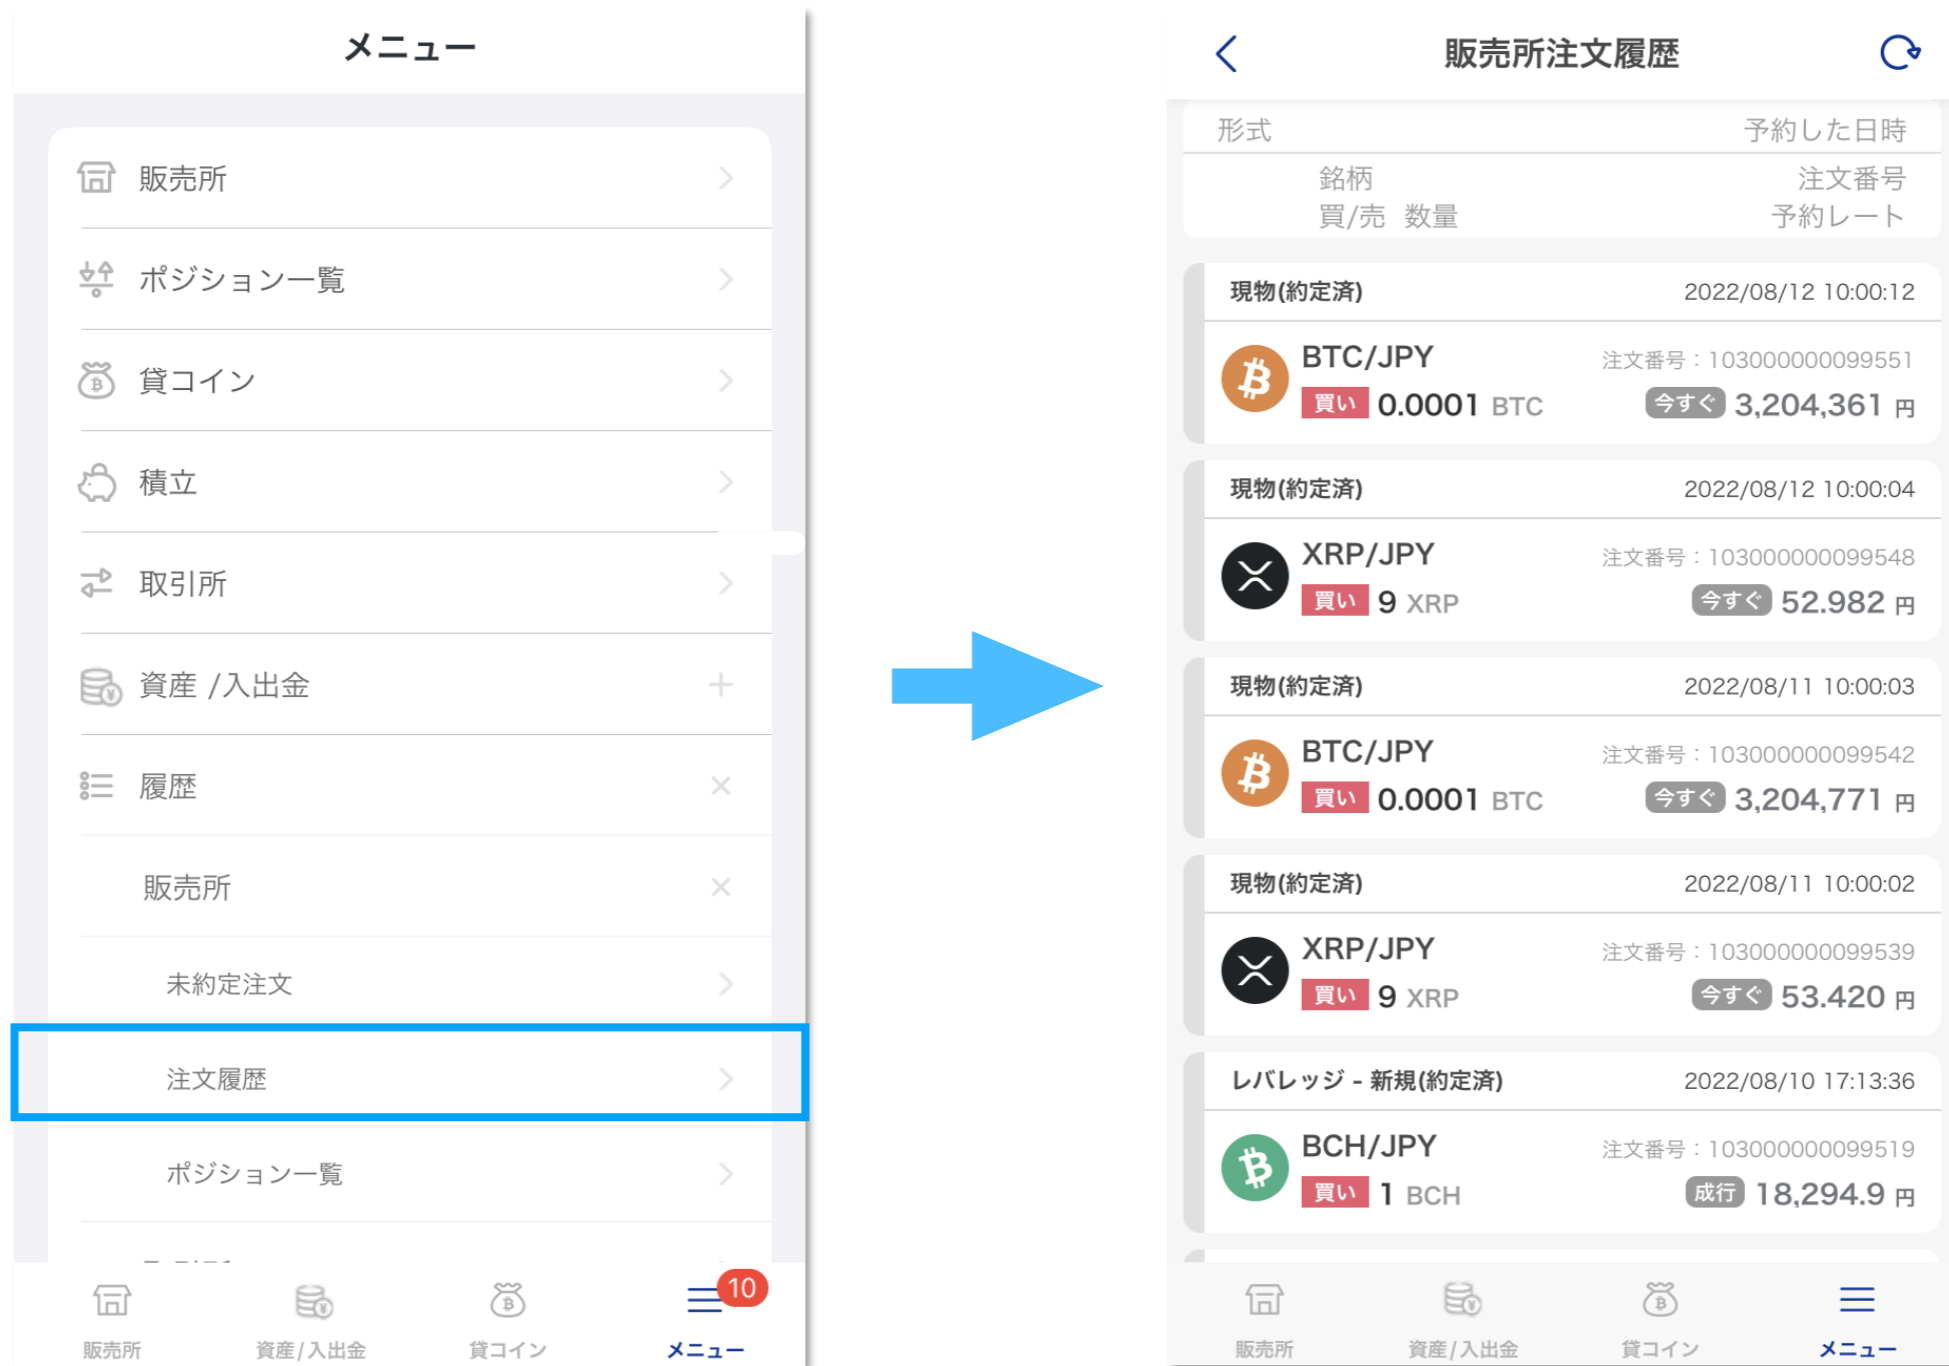 メニュー
販売所
ポジション一覧
貸コイン
積立
取引所
資産 /入出金
履歴
販売所
未約定注文
注文履歴
ポジション一覧
販売所
資産/入出金
貸コイン
10
メニュー
販売所注文履歴
形式 予約した日時
銘柄 注文番号
買/売 数量 予約レート
現物(約定済) 2022/08/12 10:00:12
BTC/JPY 注文番号：103000000099551
買い 0.0001 BTC 今すぐ 3,204,361 円
現物(約定済) 2022/08/12 10:00:04
XRP/JPY 注文番号：103000000099548
買い 9 XRP 今すぐ 52.982 円
現物(約定済) 2022/08/11 10:00:03
BTC/JPY 注文番号：103000000099542
買い 0.0001 BTC 今すぐ 3,204,771 円
現物(約定済) 2022/08/11 10:00:02
XRP/JPY 注文番号：103000000099539
買い 9 XRP 今すぐ 53.420 円
レバレッジ - 新規(約定済) 2022/08/10 17:13:36
BCH/JPY 注文番号：103000000099519
買い 1 BCH 成行 18,294.9 円
販売所
資産/入出金
貸コイン
メニュー